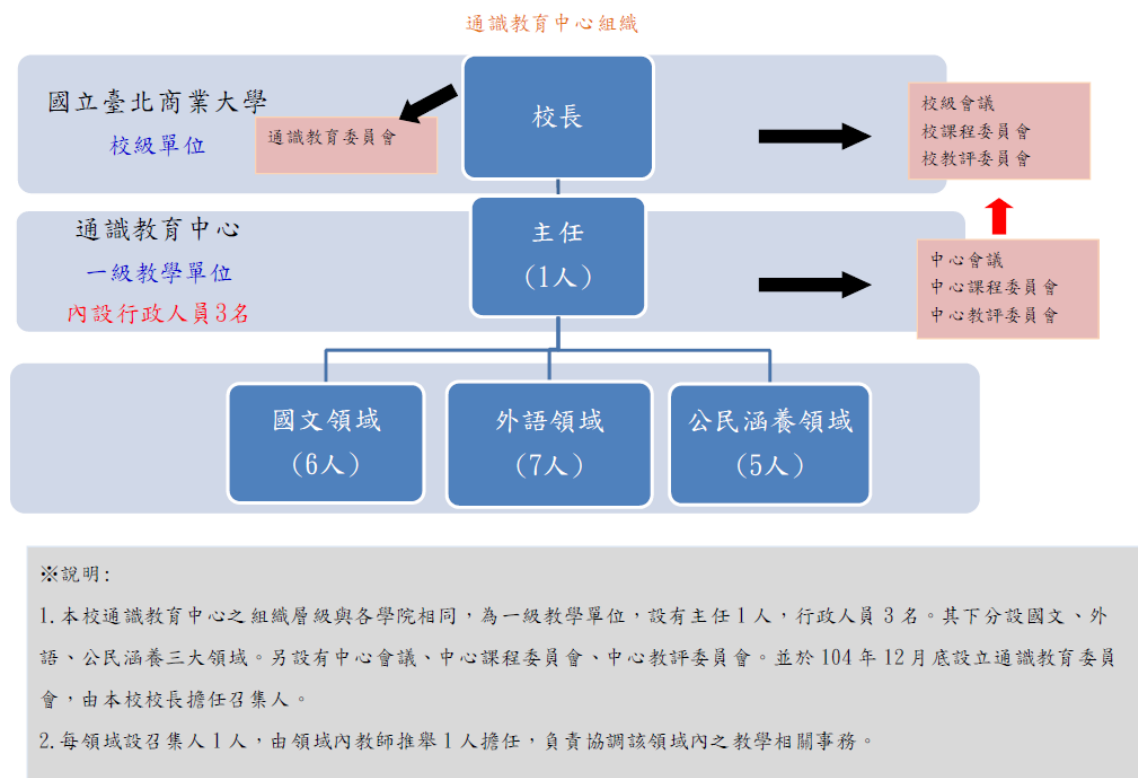 通識教育中心組織
國立臺北商業大學
校級單位
通識教育委員會
校長
校級會議
校課程委員會
校教評委員會
通識教育中心
一級教學單位
內設行政人員3名
主任
(1人)
中心會議
中心課程委員會
中心教評委員會
國文領域
(6人)
外語領域
(7人)
公民涵養領域
(5人)
※說明:
1.本校通識教育中心之組織層級與各學院相同，為一級教學單位，設有主任1人，行政人員3名。其下分設國文、外
語、公民涵養三大領域。另設有中心會議、中心課程委員會、中心教評委員會。並於104年12月底設立通識教育委員
會，由本校校長擔任召集人。
2.每領域設召集人1人，由領域內教師推舉1人擔任，負責協調該領域內之教學相關事務。